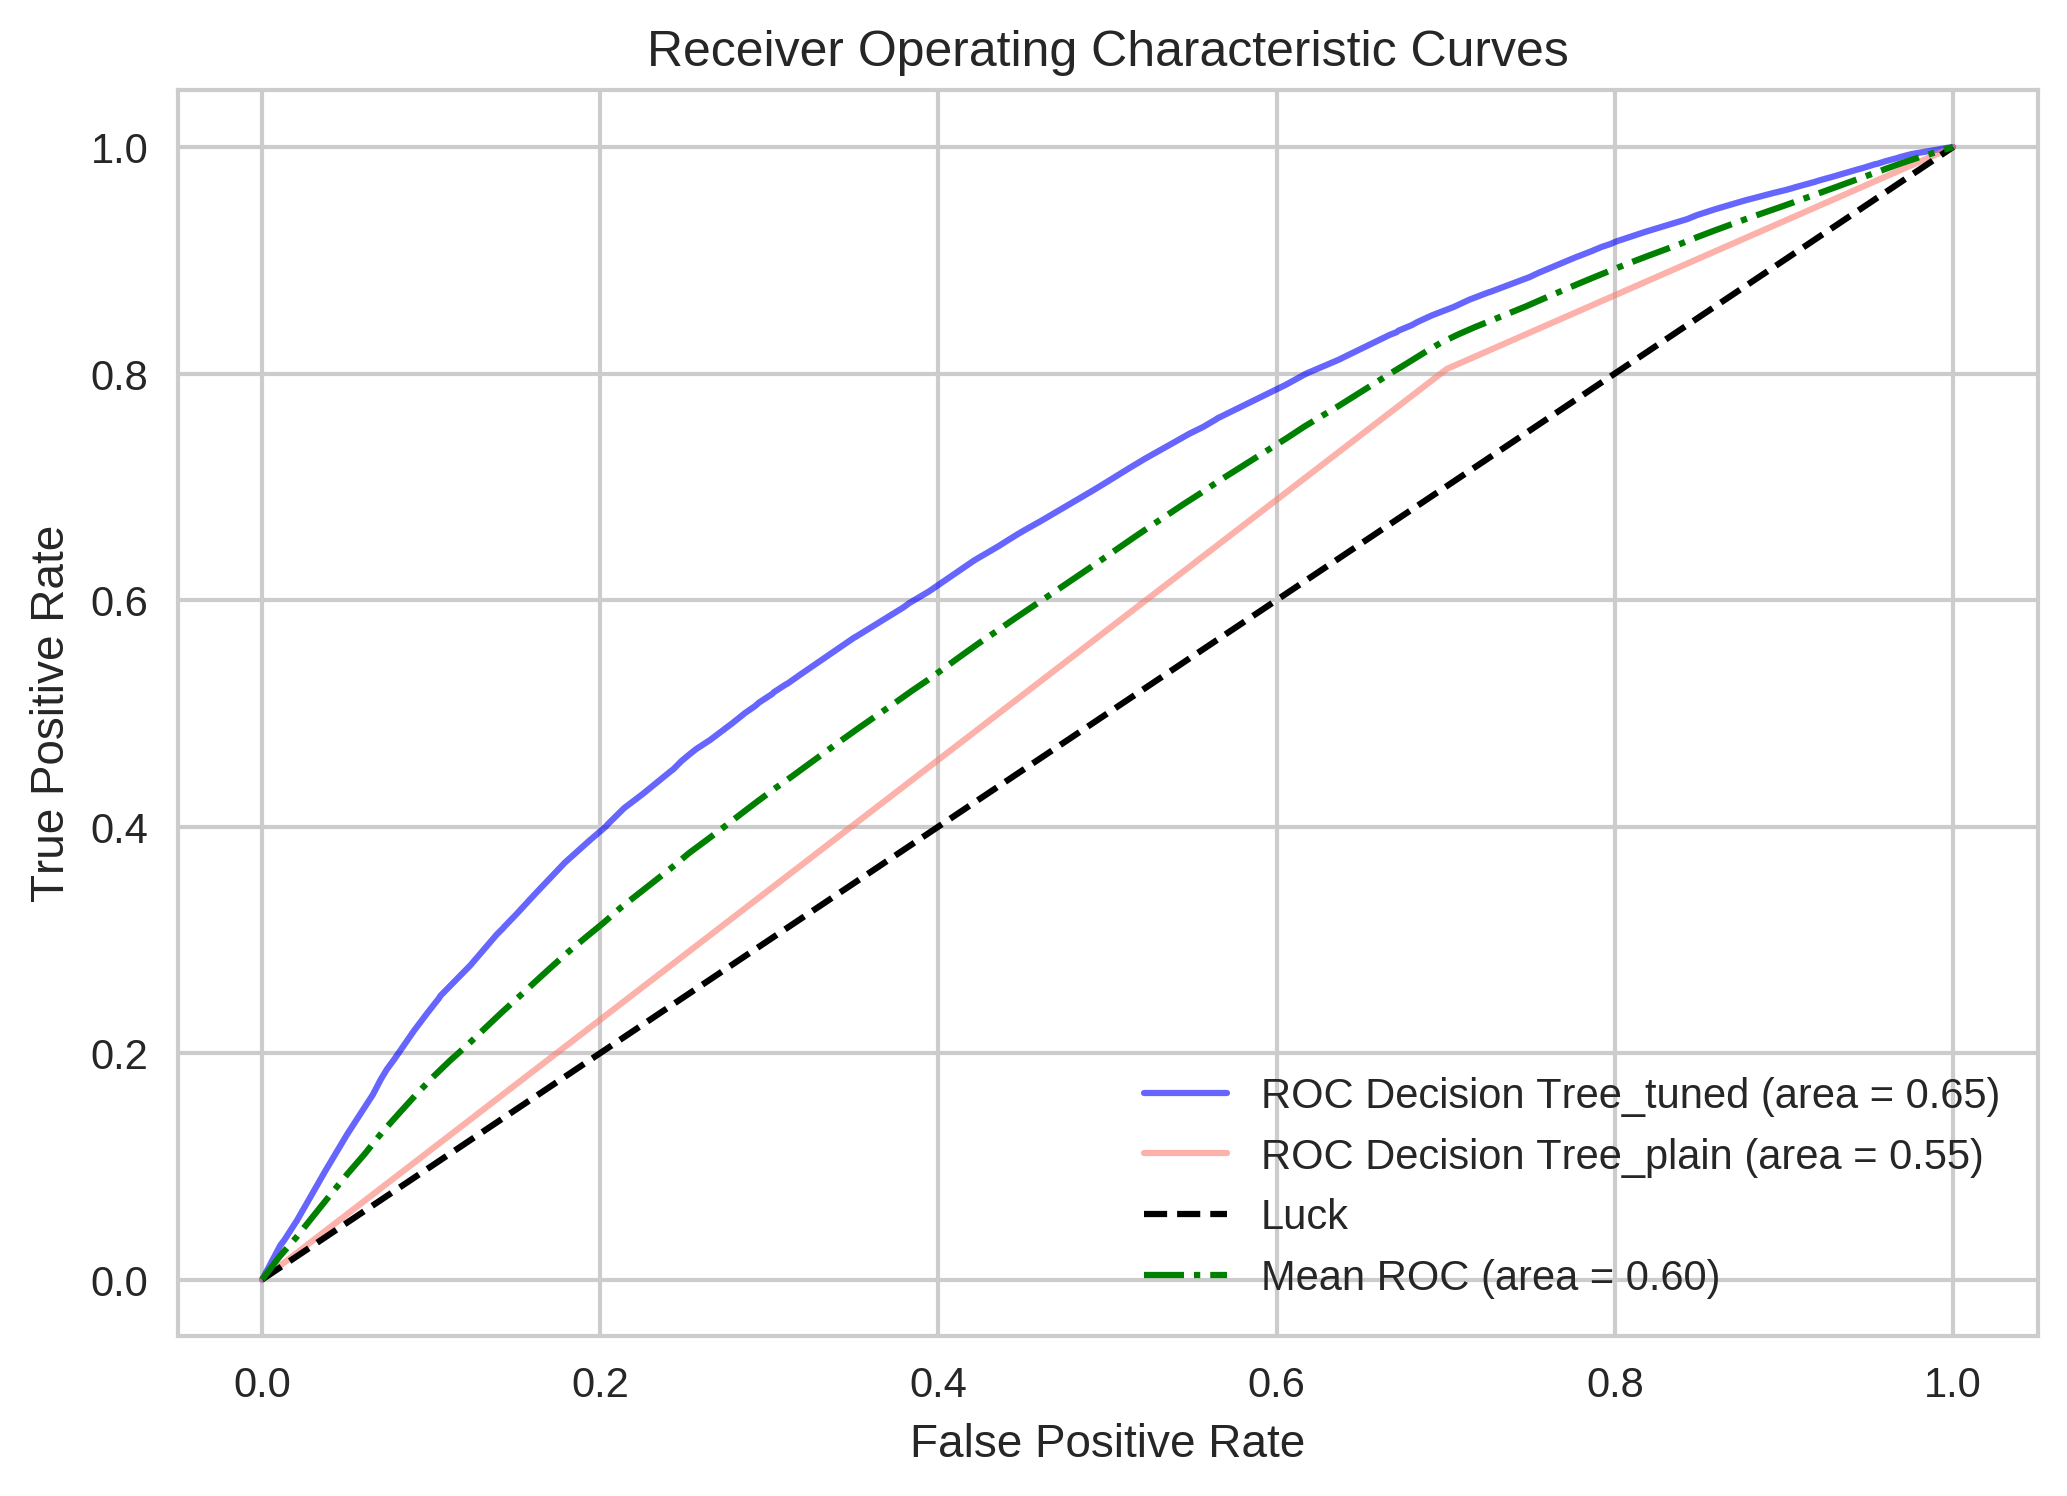 Receiver Operating Characteristic Curves
1.0
0.8
0.6
0.4
0.2
0.0
True Positive Rate
ROC Decision Tree_tuned (area = 0.65)
ROC Decision Tree_plain (area = 0.55)
Luck
Mean ROC (area = 0.60)
0.0 0.2 0.4 0.6 0.8 1.0
False Positive Rate